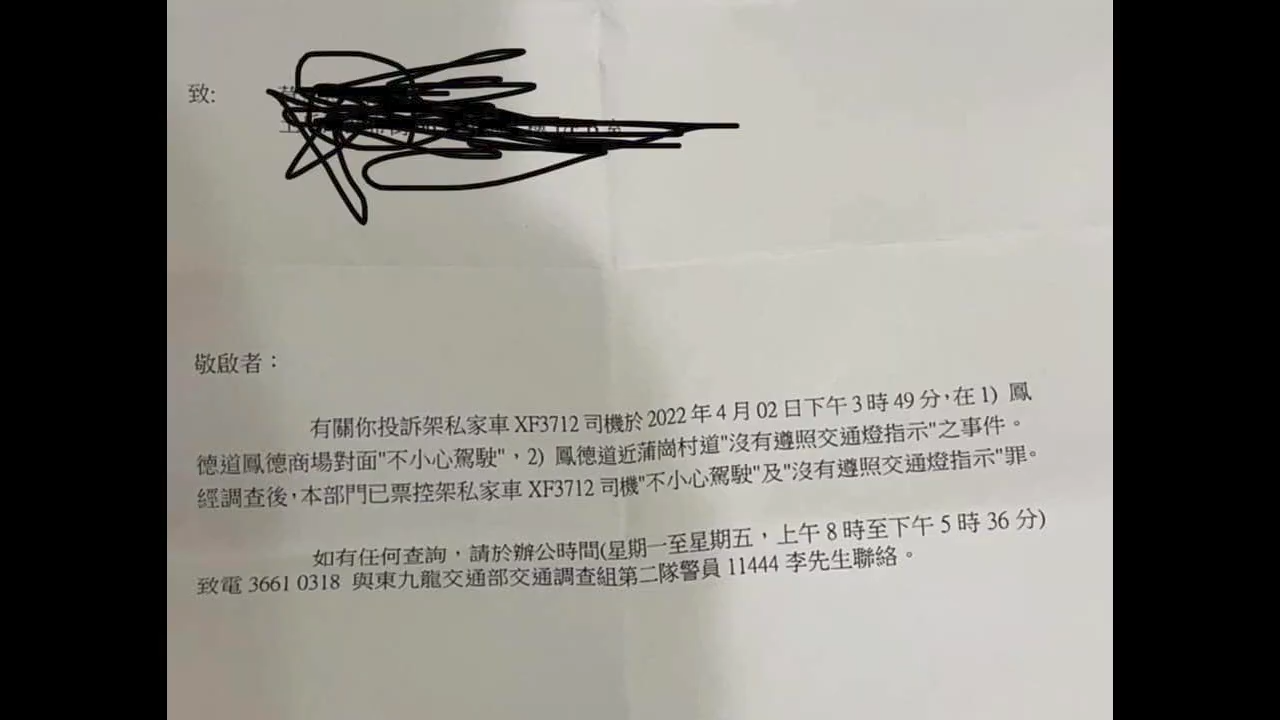 致:
敬啟者：
有關你投訴架私家車 XF3712 司機於 2022 年 4 月 02 日下午 3 時 49 分，在 1) 鳳
德道鳳德商場對面"不小心駕駛"，2) 鳳德道近蒲崗村道"沒有遵照交通燈指示"之事件。
經調查後，本部門已票控架私家車 XF3712 司機"不小心駕駛"及"沒有遵照交通燈指示"罪。
如有任何查詢，請於辦公時間(星期一至星期五，上午 8 時至下午 5 時 36 分)
致電 3661 0318 與東九龍交通部交通調查組第二隊警員 11444 李先生聯絡。